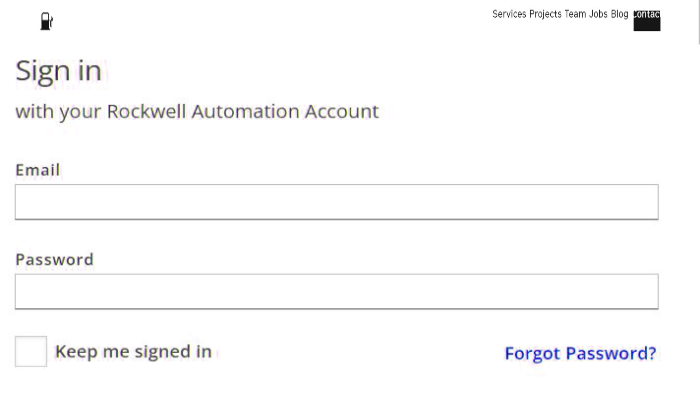 Services Projects Team Jobs Blog Contact
Sign in
with your Rockwell Automation Account
Email
Password
Keep me signed in
Forgot Password?